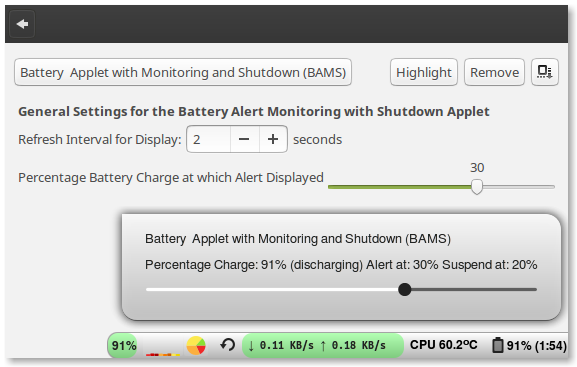 Battery  Applet with Monitoring and Shutdown (BAMS) Highlight Remove
General Settings for the Battery Alert Monitoring with Shutdown Applet
Refresh Interval for Display: 2 − + seconds
30
Percentage Battery Charge at which Alert Displayed
Battery  Applet with Monitoring and Shutdown (BAMS)
Percentage Charge: 91% (discharging) Alert at: 30% Suspend at: 20%
91% ↓ 0.11 KB/s ↑ 0.18 KB/s CPU 60.2ºC 91% (1:54)